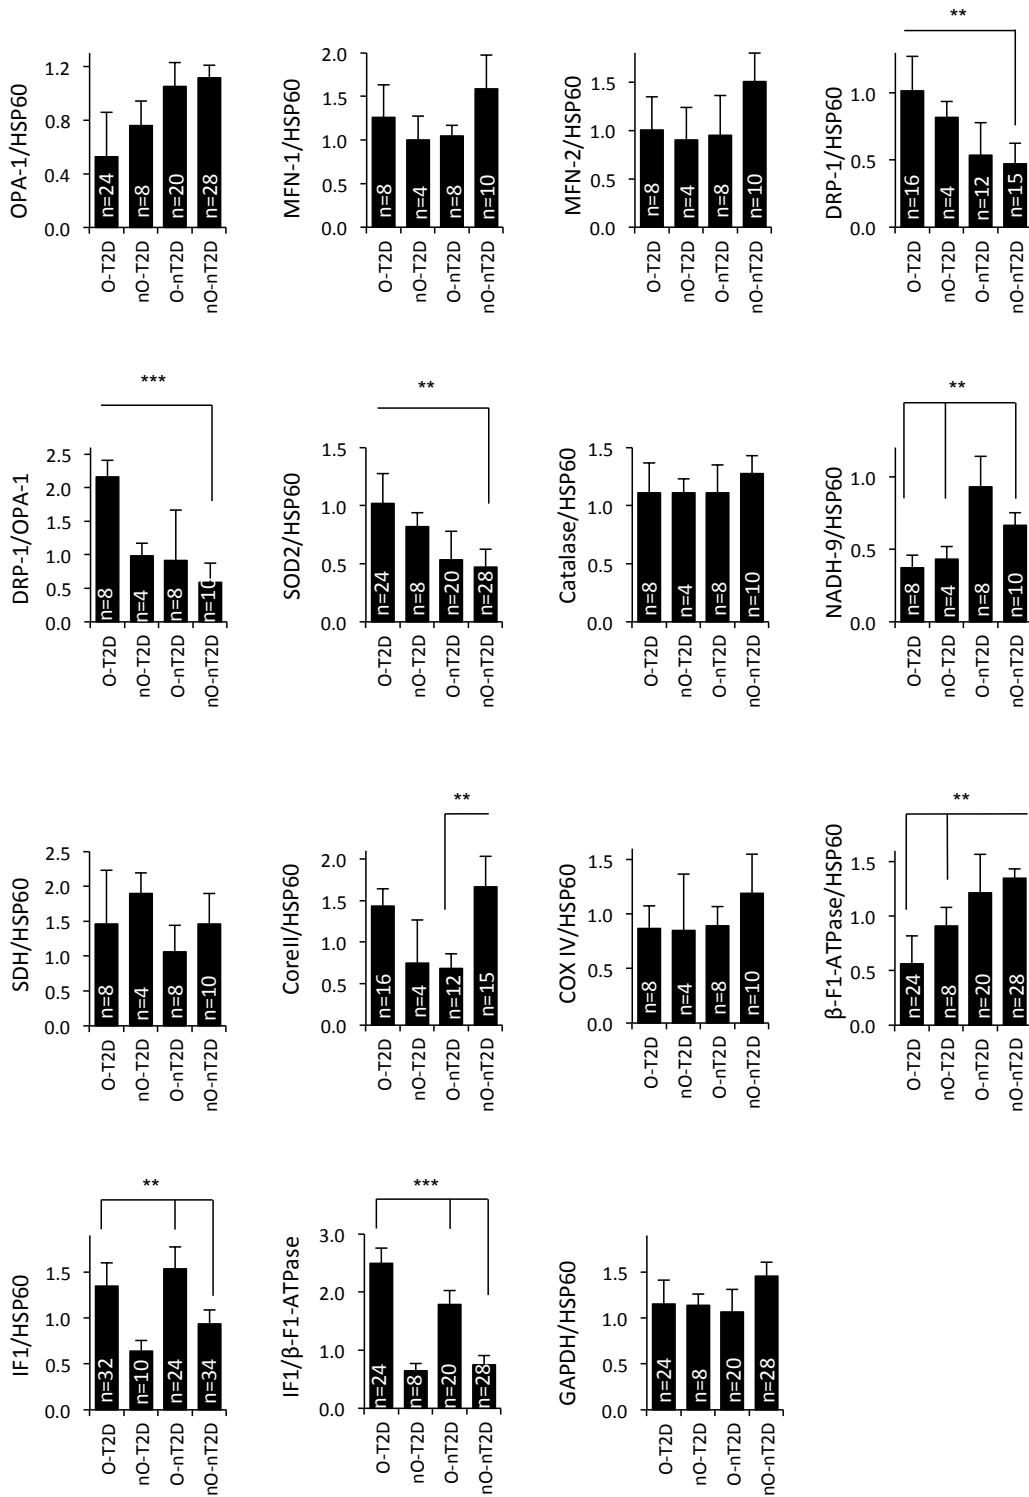 **
OPA-1/HSP60
1.2
0.8
0.4
0.0
n=24
n=8
n=20
n=28
O-T2D
nO-T2D
O-nT2D
nO-nT2D
MFN-1/HSP60
2.0
1.5
1.0
0.5
0.0
n=8
n=4
n=8
n=10
O-T2D
nO-T2D
O-nT2D
nO-nT2D
MFN-2/HSP60
1.5
1.0
0.5
0.0
n=8
n=4
n=8
n=10
O-T2D
nO-T2D
O-nT2D
nO-nT2D
DRP-1/HSP60
1.0
0.5
0.0
n=16
n=4
n=12
n=15
O-T2D
nO-T2D
O-nT2D
nO-nT2D
***
DRP-1/OPA-1
2.5
2.0
1.5
1.0
0.5
0.0
n=8
n=4
n=8
n=10
O-T2D
nO-T2D
O-nT2D
nO-nT2D
**
SOD2/HSP60
1.5
1.0
0.5
0.0
n=24
n=8
n=20
n=28
O-T2D
nO-T2D
O-nT2D
nO-nT2D
Catalase/HSP60
1.5
1.0
0.5
0.0
n=8
n=4
n=8
n=10
O-T2D
nO-T2D
O-nT2D
nO-nT2D
**
NADH-9/HSP60
1.0
0.5
0.0
n=8
n=4
n=8
n=10
O-T2D
nO-T2D
O-nT2D
nO-nT2D
SDH/HSP60
2.5
2.0
1.5
1.0
0.5
0.0
n=8
n=4
n=8
n=10
O-T2D
nO-T2D
O-nT2D
nO-nT2D
**
CoreII/HSP60
2.0
1.5
1.0
0.5
0.0
n=16
n=4
n=12
n=15
O-T2D
nO-T2D
O-nT2D
nO-nT2D
COX IV/HSP60
1.5
1.0
0.5
0.0
n=8
n=4
n=8
n=10
O-T2D
nO-T2D
O-nT2D
nO-nT2D
**
β-F1-ATPase/HSP60
1.5
1.0
0.5
0.0
n=24
n=8
n=20
n=28
O-T2D
nO-T2D
O-nT2D
nO-nT2D
**
IF1/HSP60
1.5
1.0
0.5
0.0
n=32
n=10
n=24
n=34
O-T2D
nO-T2D
O-nT2D
nO-nT2D
***
IF1/β-F1-ATPase
3.0
2.0
1.0
0.0
n=24
n=8
n=20
n=28
O-T2D
nO-T2D
O-nT2D
nO-nT2D
GAPDH/HSP60
1.5
1.0
0.5
0.0
n=24
n=8
n=20
n=28
O-T2D
nO-T2D
O-nT2D
nO-nT2D